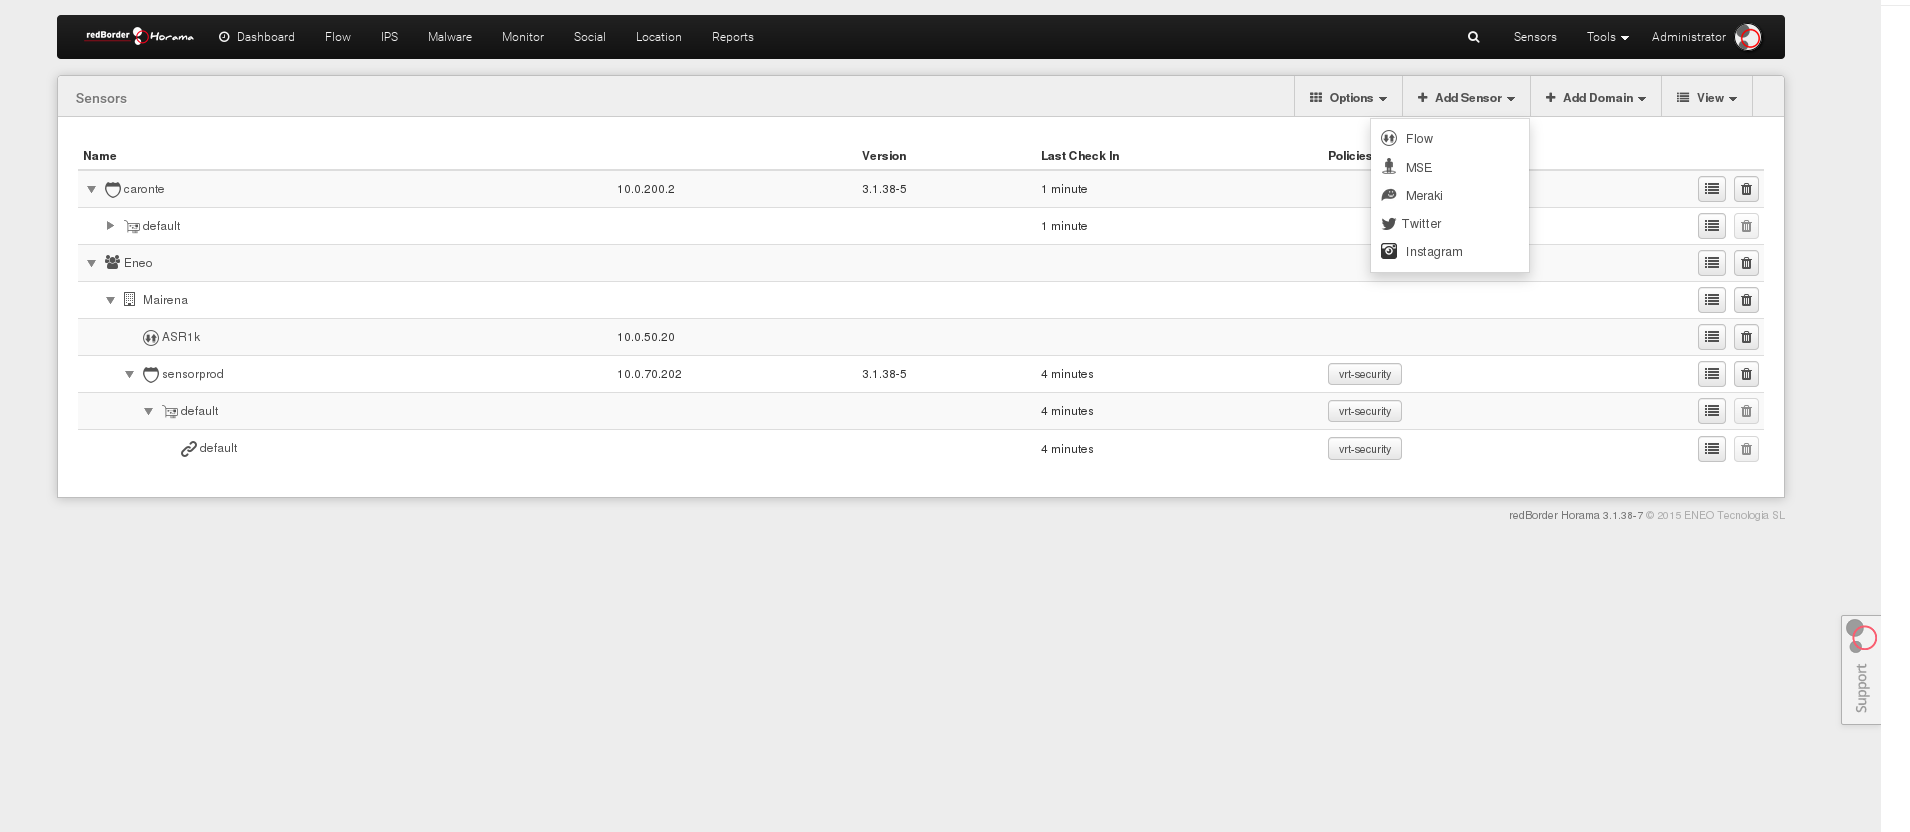 redBorder Horama Dashboard Flow IPS Malware Monitor Social Location Reports Sensors Tools Administrator
Sensors Options Add Sensor Add Domain View
Flow
MSE
Meraki
Twitter
Instagram
Name Version Last Check In Policies
caronte 10.0.200.2 3.1.38-5 1 minute
default 1 minute
Eneo
Mairena
ASR1k 10.0.50.20
sensorprod 10.0.70.202 3.1.38-5 4 minutes vrt-security
default 4 minutes vrt-security
default 4 minutes vrt-security
redBorder Horama 3.1.38-7 © 2015 ENEO Tecnologia SL
Support